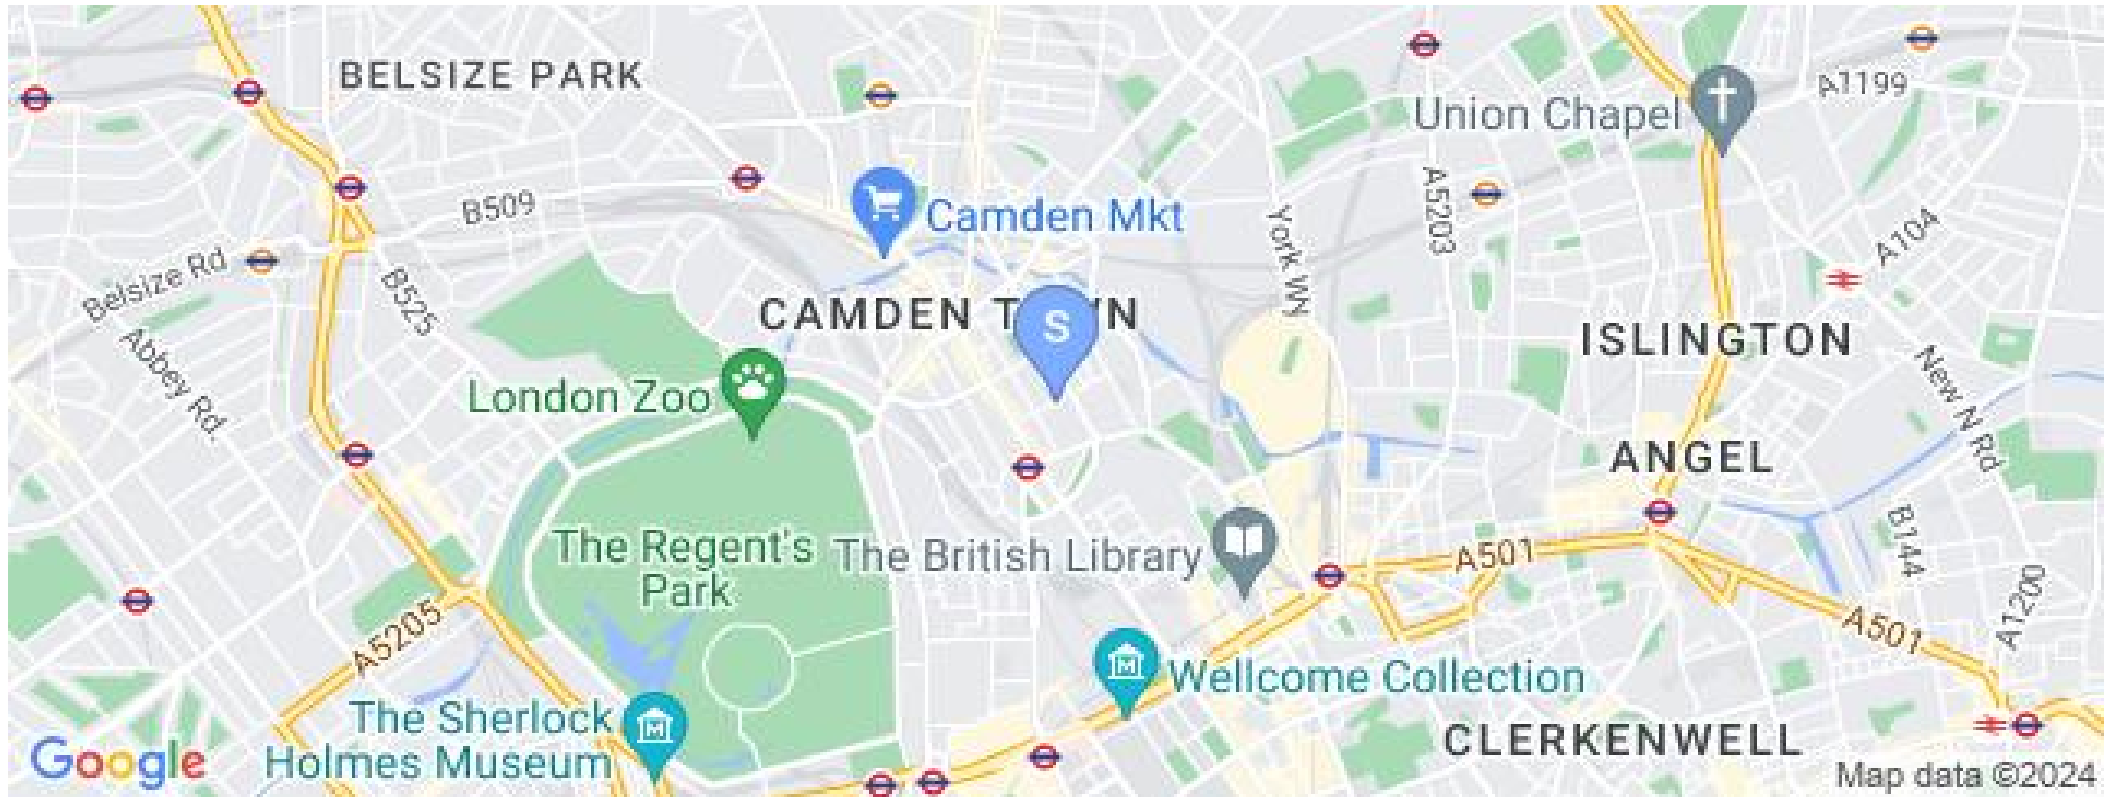 BELSIZE PARK
A1199
Union Chapel
B509
Camden Mkt
A5203
York Wy
A104
Belsize Rd
B525
CAMDEN T WN
S
Abbey Rd.
ISLINGTON
London Zoo
New N Rd
ANGEL
The Regent's
Park
The British Library
A501
B144
A5205
A501
A1200
Wellcome Collection
The Sherlock
Holmes Museum
CLERKENWELL
Google
Map data ©2024